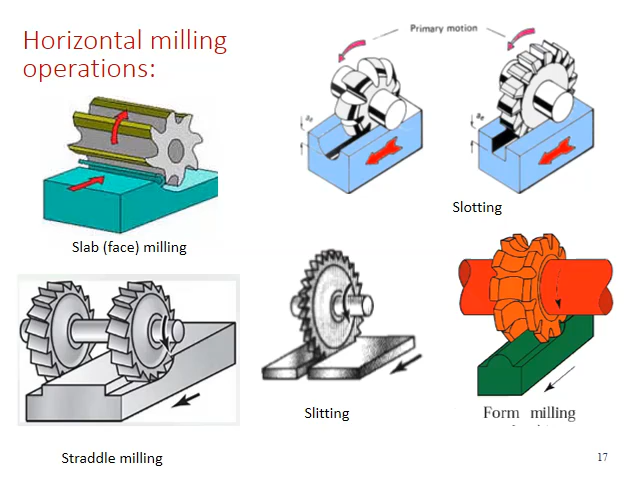 Horizontal milling
operations:
Primary motion
Slotting
Slab (face) milling
Slitting
Form milling
Straddle milling
17